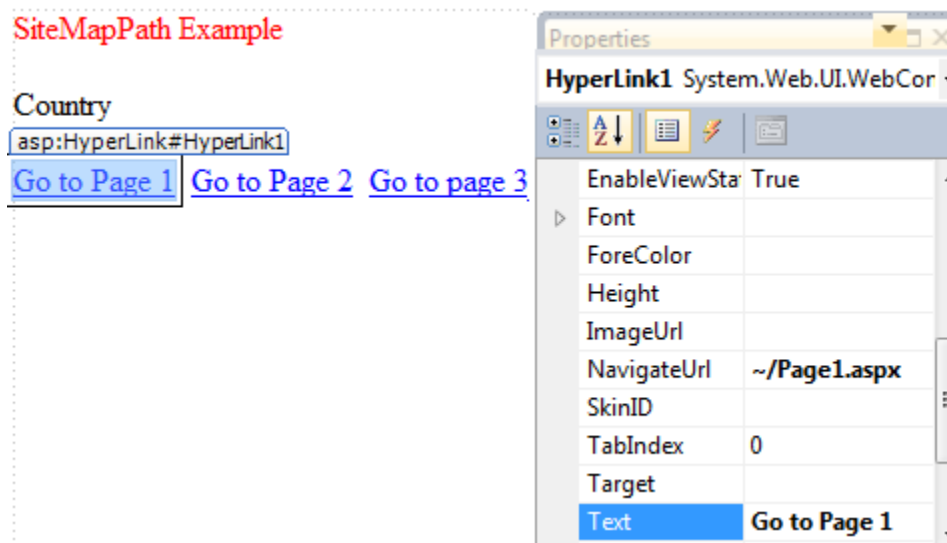 SiteMapPath Example
Country
asp:HyperLink#HyperLink1
Go to Page 1 Go to Page 2 Go to page 3
Properties
HyperLink1 System.Web.UI.WebCor
EnableViewStat True
Font
ForeColor
Height
ImageUrl
NavigateUrl ~/Page1.aspx
SkinID
TabIndex 0
Target
Text Go to Page 1